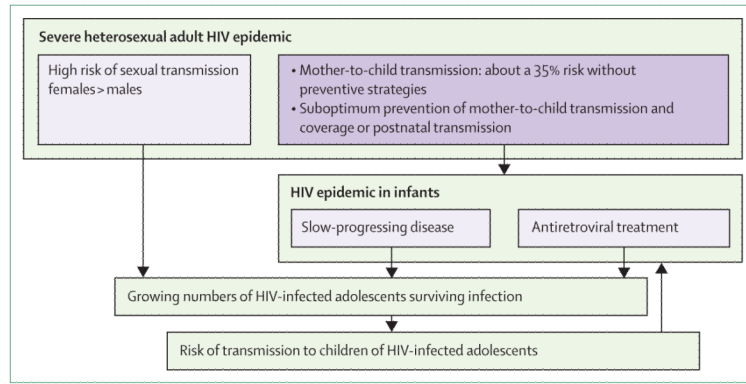 Severe heterosexual adult HIV epidemic
High risk of sexual transmission
females > males
• Mother-to-child transmission: about a 35% risk without
preventive strategies
• Suboptimum prevention of mother-to-child transmission and
coverage or postnatal transmission
HIV epidemic in infants
Slow-progressing disease
Antiretroviral treatment
Growing numbers of HIV-infected adolescents surviving infection
Risk of transmission to children of HIV-infected adolescents